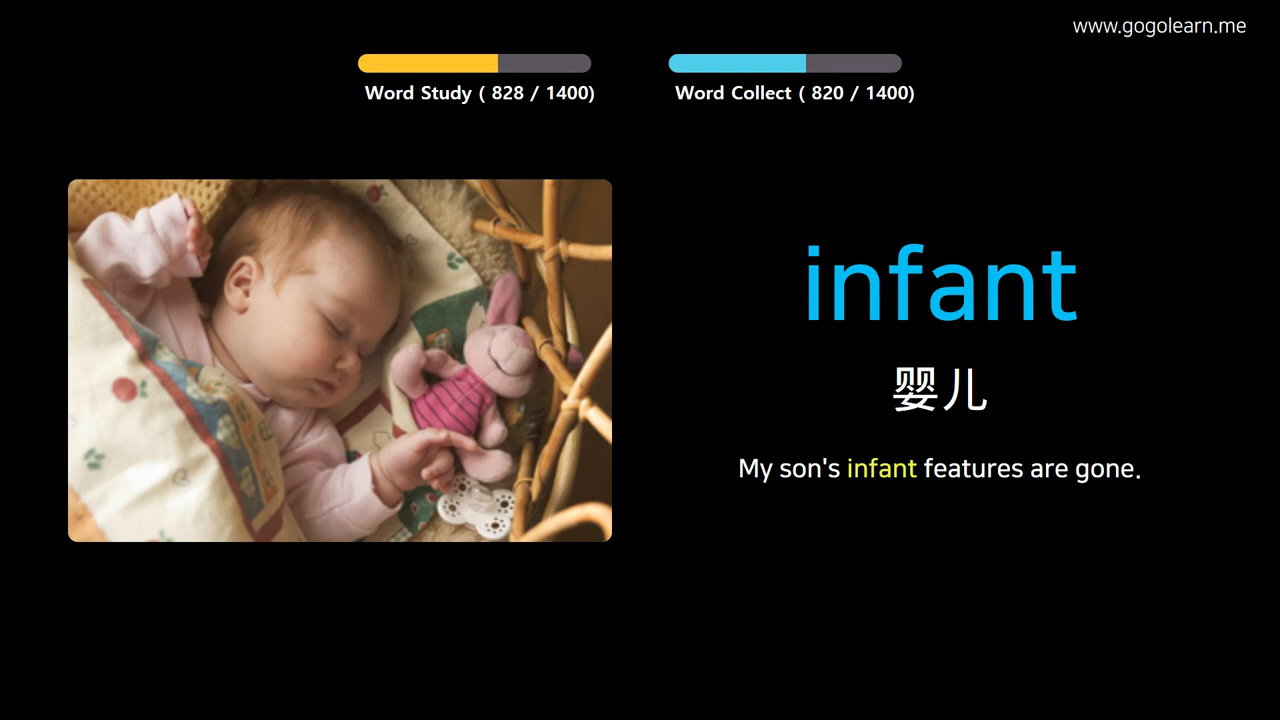 www.gogolearn.me
Word Study ( 828 / 1400)
Word Collect ( 820 / 1400)
infant
婴儿
My son's infant features are gone.